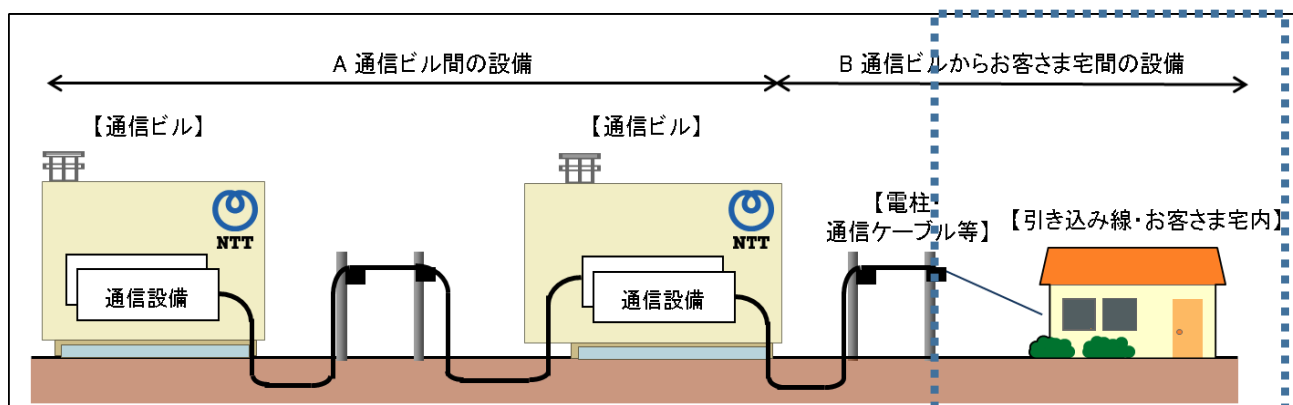 A 通信ビル間の設備
B 通信ビルからお客さま宅間の設備
【通信ビル】
【通信ビル】
【電柱・
通信ケーブル等】
【引き込み線・お客さま宅内】
NTT
NTT
通信設備
通信設備